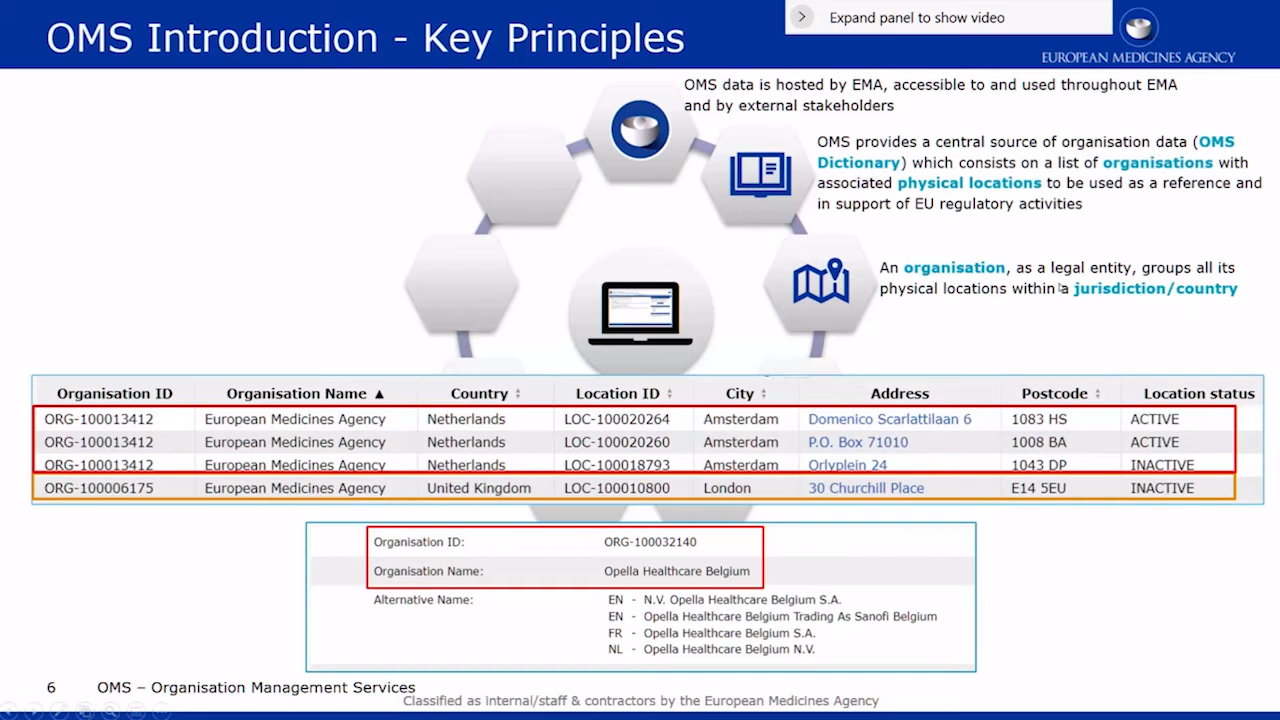 OMS Introduction - Key Principles
Expand panel to show video
EUROPEAN MEDICINES AGENCY
OMS data is hosted by EMA, accessible to and used throughout EMA
and by external stakeholders
OMS provides a central source of organisation data (OMS
Dictionary) which consists on a list of organisations with
associated physical locations to be used as a reference and
in support of EU regulatory activities
An organisation, as a legal entity, groups all its
physical locations within a jurisdiction/country
Organisation ID Organisation Name ▲ Country Location ID City Address Postcode Location status
ORG-100013412 European Medicines Agency Netherlands LOC-100020264 Amsterdam Domenico Scarlattilaan 6 1083 HS ACTIVE
ORG-100013412 European Medicines Agency Netherlands LOC-100020260 Amsterdam P.O. Box 71010 1008 BA ACTIVE
ORG-100013412 European Medicines Agency Netherlands LOC-100018793 Amsterdam Orlyplein 24 1043 DP INACTIVE
ORG-100006175 European Medicines Agency United Kingdom LOC-100010800 London 30 Churchill Place E14 5EU INACTIVE
Organisation ID: ORG-100032140
Organisation Name: Opella Healthcare Belgium
Alternative Name: EN - N.V. Opella Healthcare Belgium S.A.
EN - Opella Healthcare Belgium Trading As Sanofi Belgium
FR - Opella Healthcare Belgium S.A.
NL - Opella Healthcare Belgium N.V.
6 OMS – Organisation Management Services
Classified as internal/staff & contractors by the European Medicines Agency